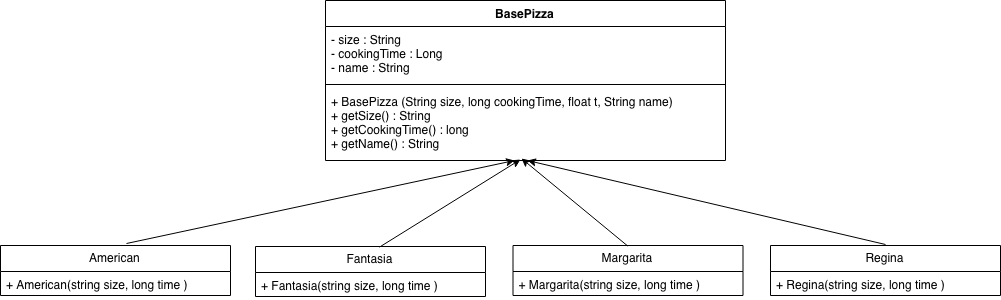 BasePizza
- size : String
- cookingTime : Long
- name : String
+ BasePizza (String size, long cookingTime, float t, String name)
+ getSize() : String
+ getCookingTime() : long
+ getName() : String
American
+ American(string size, long time )
Fantasia
+ Fantasia(string size, long time )
Margarita
+ Margarita(string size, long time )
Regina
+ Regina(string size, long time )